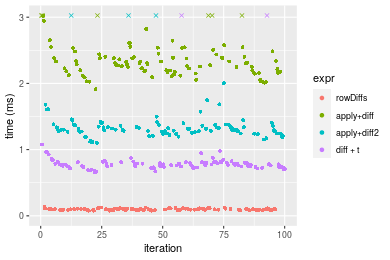 3
2
1
0
time (ms)
0
25
50
75
100
iteration
expr
rowDiffs
apply+diff
apply+diff2
diff + t